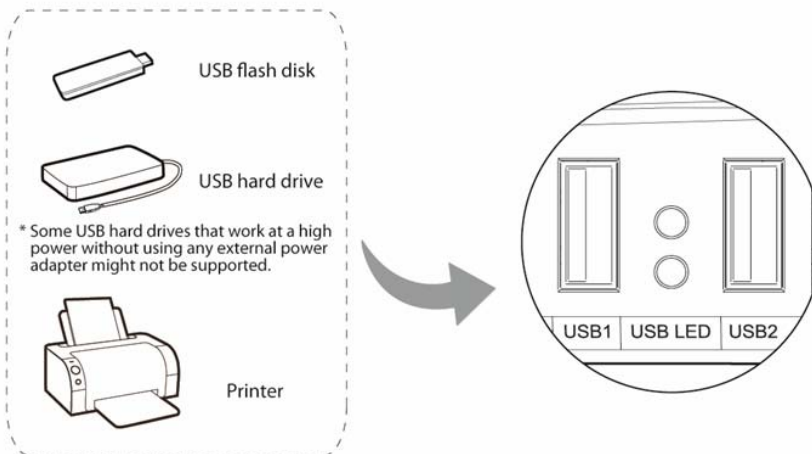 USB flash disk
USB hard drive
* Some USB hard drives that work at a high
power without using any external power
adapter might not be supported.
Printer
USB1 USB LED USB2